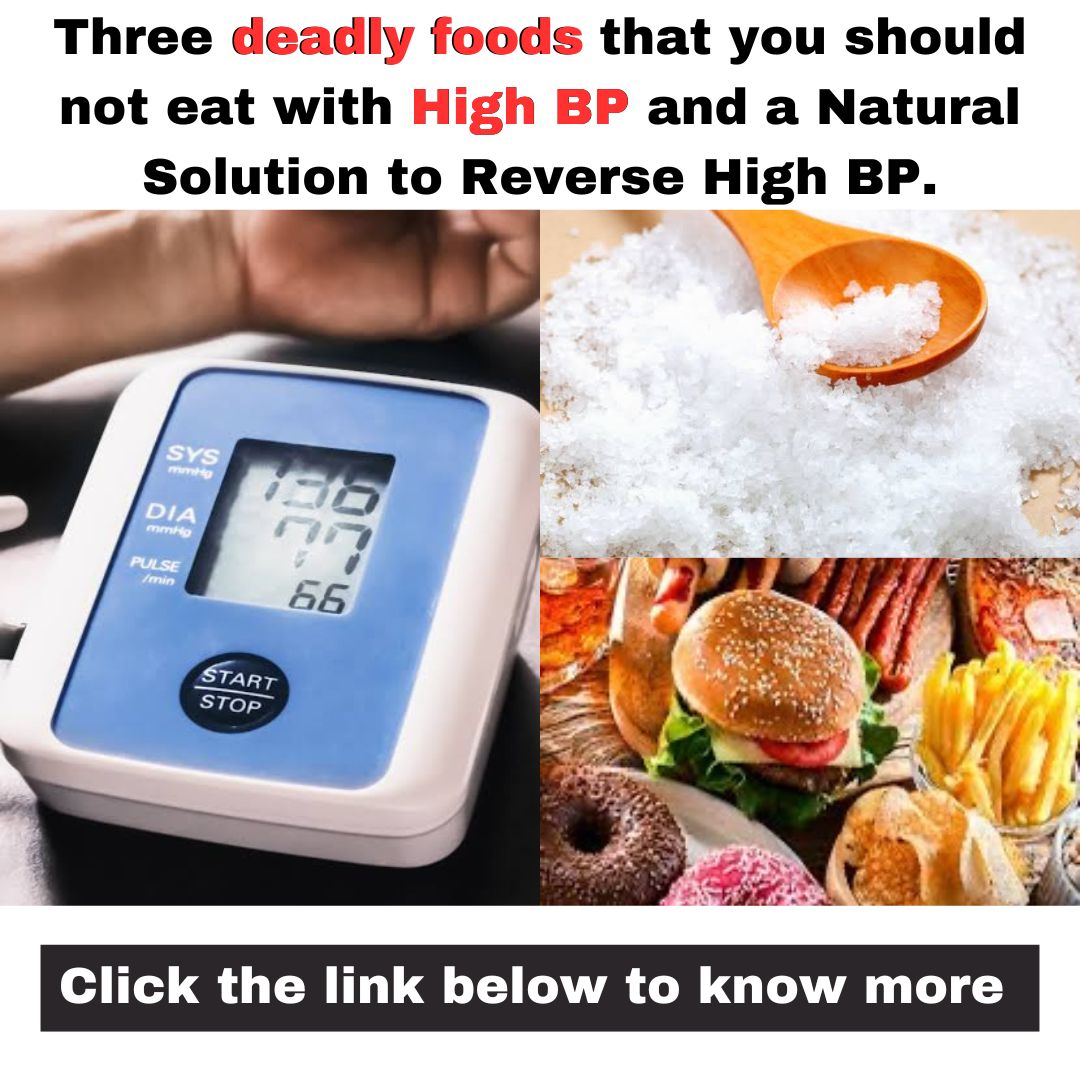 Three deadly foods that you should
not eat with High BP and a Natural
Solution to Reverse High BP.
SYS
mmHg
136
DIA
mmHg
77
PULSE
/min
66
START
STOP
Click the link below to know more